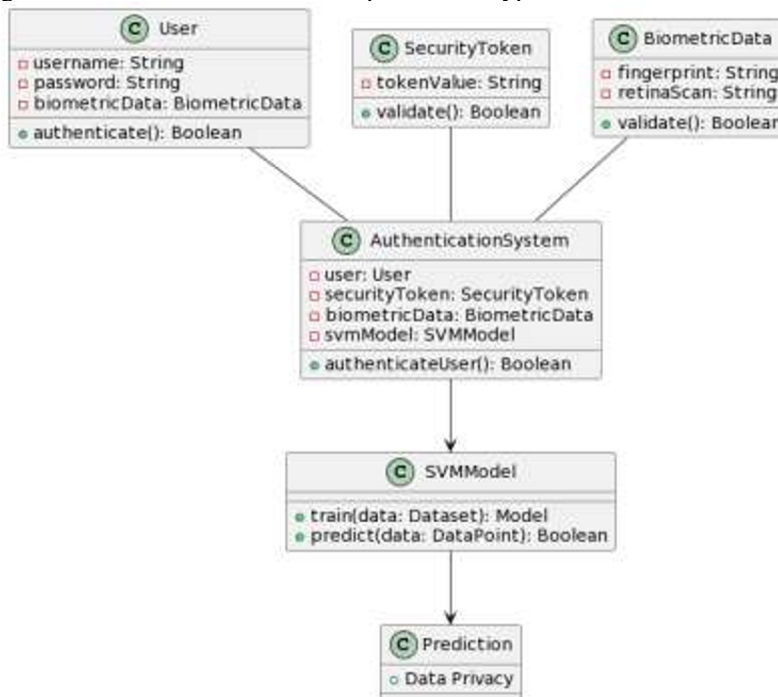 C User
username: String
password: String
biometricData: BiometricData
authenticate(): Boolean
C SecurityToken
tokenValue: String
validate(): Boolean
C BiometricData
fingerprint: String
retinaScan: String
validate(): Boolean
C AuthenticationSystem
user: User
securityToken: SecurityToken
biometricData: BiometricData
svmModel: SVMModel
authenticateUser(): Boolean
C SVMModel
train(data: Dataset): Model
predict(data: DataPoint): Boolean
C Prediction
Data Privacy